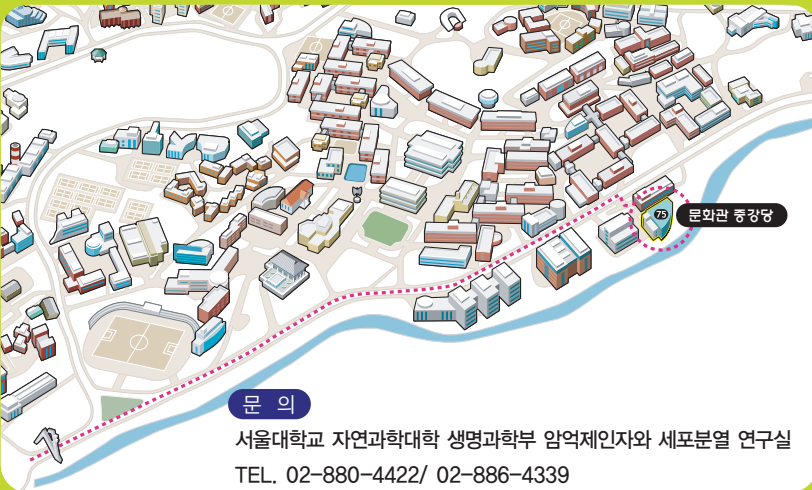 75
문화관 중강당
문 의
서울대학교 자연과학대학 생명과학부 암억제인자와 세포분열 연구실
TEL. 02-880-4422/ 02-886-4339